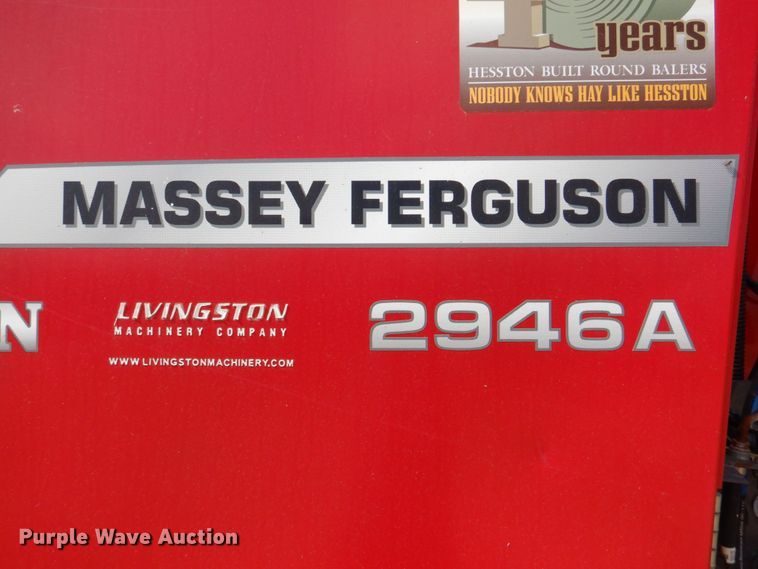 years
HESSTON BUILT ROUND BALERS
NOBODY KNOWS HAY LIKE HESSTON
MASSEY FERGUSON
N
LIVINGSTON
MACHINERY COMPANY
WWW.LIVINGSTONMACHINERY.COM
2946A
Purple Wave Auction